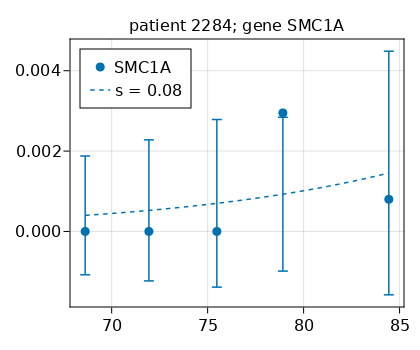 patient 2284; gene SMC1A
SMC1A
s = 0.08
0.004
0.002
0.000
70 75 80 85